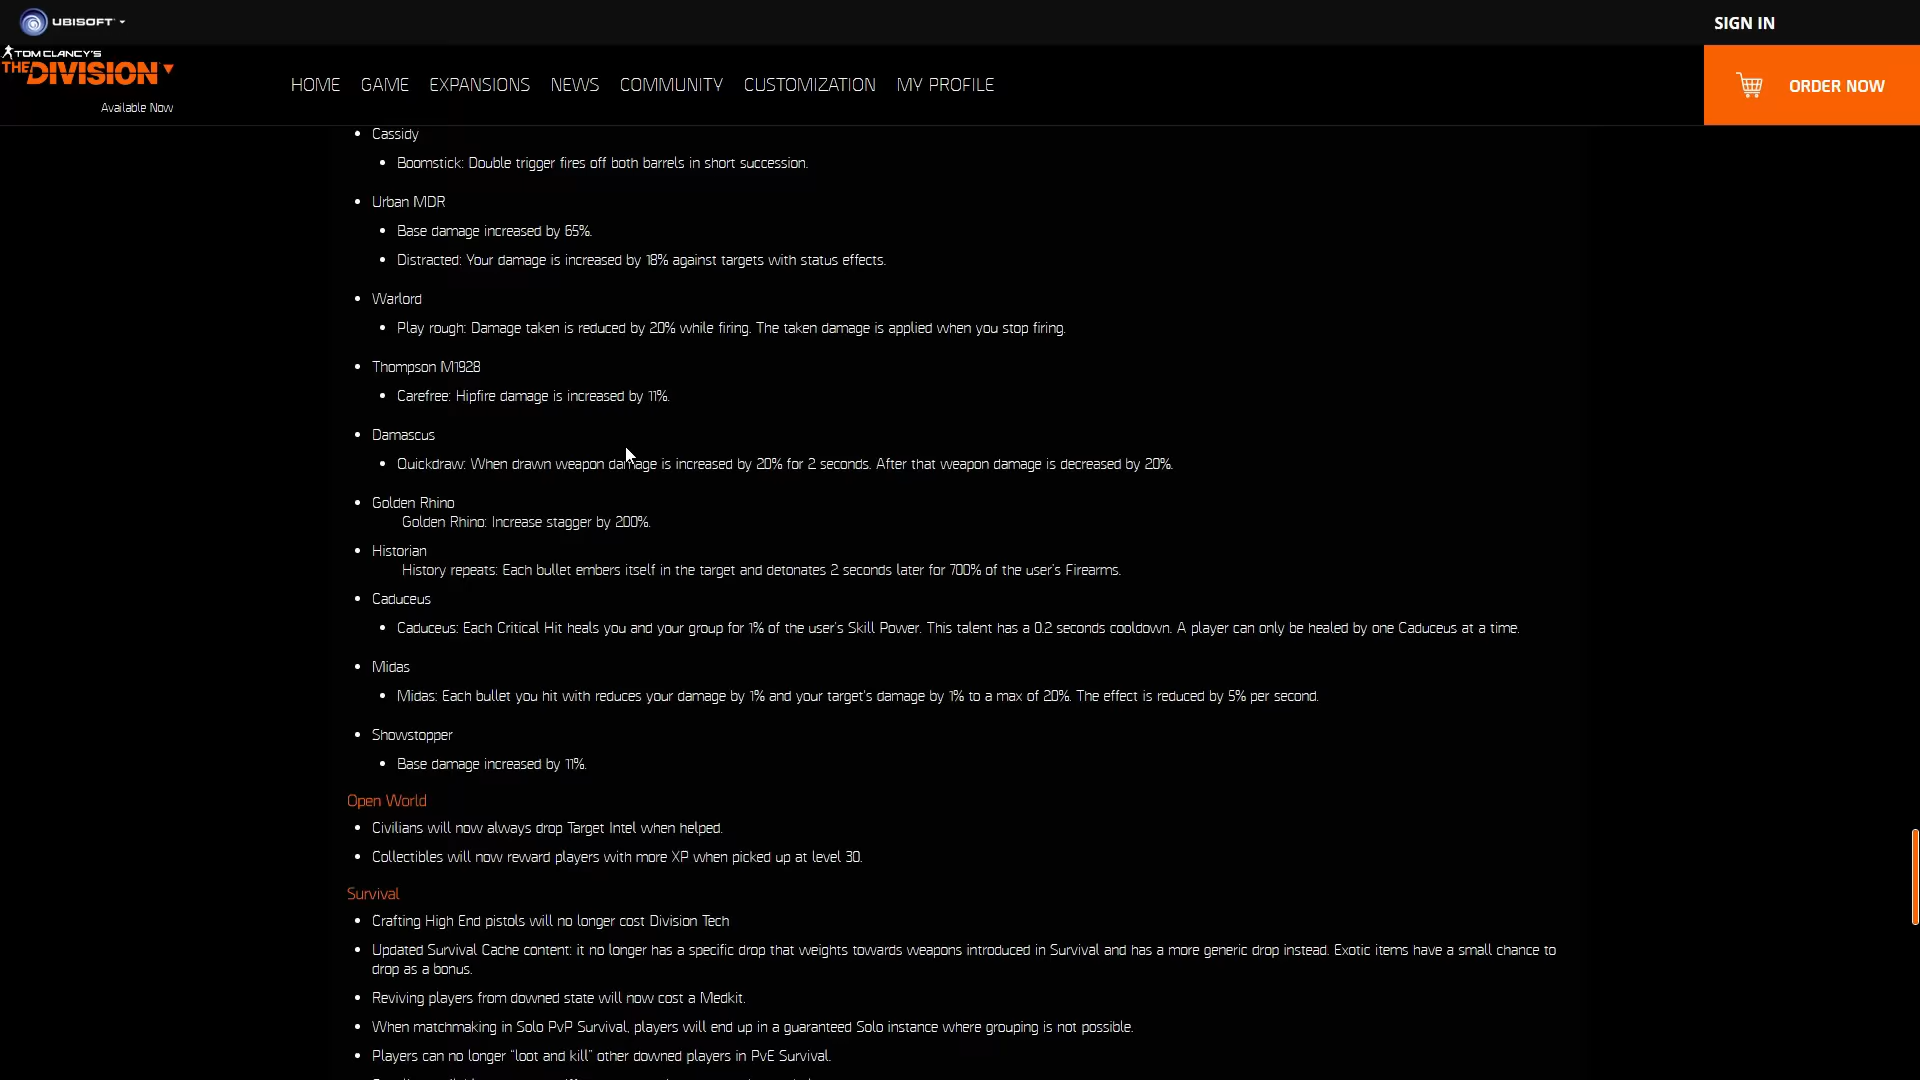 UBISOFT
SIGN IN
TOM CLANCY'S
THE DIVISION
Available Now
HOME GAME EXPANSIONS NEWS COMMUNITY CUSTOMIZATION MY PROFILE
ORDER NOW
Cassidy
Boomstick: Double trigger fires off both barrels in short succession.
Urban MDR
Base damage increased by 65%.
Distracted: Your damage is increased by 18% against targets with status effects.
Warlord
Play rough: Damage taken is reduced by 20% while firing. The taken damage is applied when you stop firing.
Thompson M1928
Carefree: Hipfire damage is increased by 11%.
Damascus
Quickdraw: When drawn weapon damage is increased by 20% for 2 seconds. After that weapon damage is decreased by 20%.
Golden Rhino
Golden Rhino: Increase stagger by 200%.
Historian
History repeats: Each bullet embers itself in the target and detonates 2 seconds later for 700% of the user's Firearms.
Caduceus
Caduceus: Each Critical Hit heals you and your group for 1% of the user's Skill Power. This talent has a 0.2 seconds cooldown. A player can only be healed by one Caduceus at a time.
Midas
Midas: Each bullet you hit with reduces your damage by 1% and your target's damage by 1% to a max of 20%. The effect is reduced by 5% per second.
Showstopper
Base damage increased by 11%.
Open World
Civilians will now always drop Target Intel when helped.
Collectibles will now reward players with more XP when picked up at level 30.
Survival
Crafting High End pistols will no longer cost Division Tech
Updated Survival Cache content: it no longer has a specific drop that weights towards weapons introduced in Survival and has a more generic drop instead. Exotic items have a small chance to
drop as a bonus.
Reviving players from downed state will now cost a Medkit.
When matchmaking in Solo PvP Survival, players will end up in a guaranteed Solo instance where grouping is not possible.
Players can no longer "loot and kill" other downed players in PvE Survival.